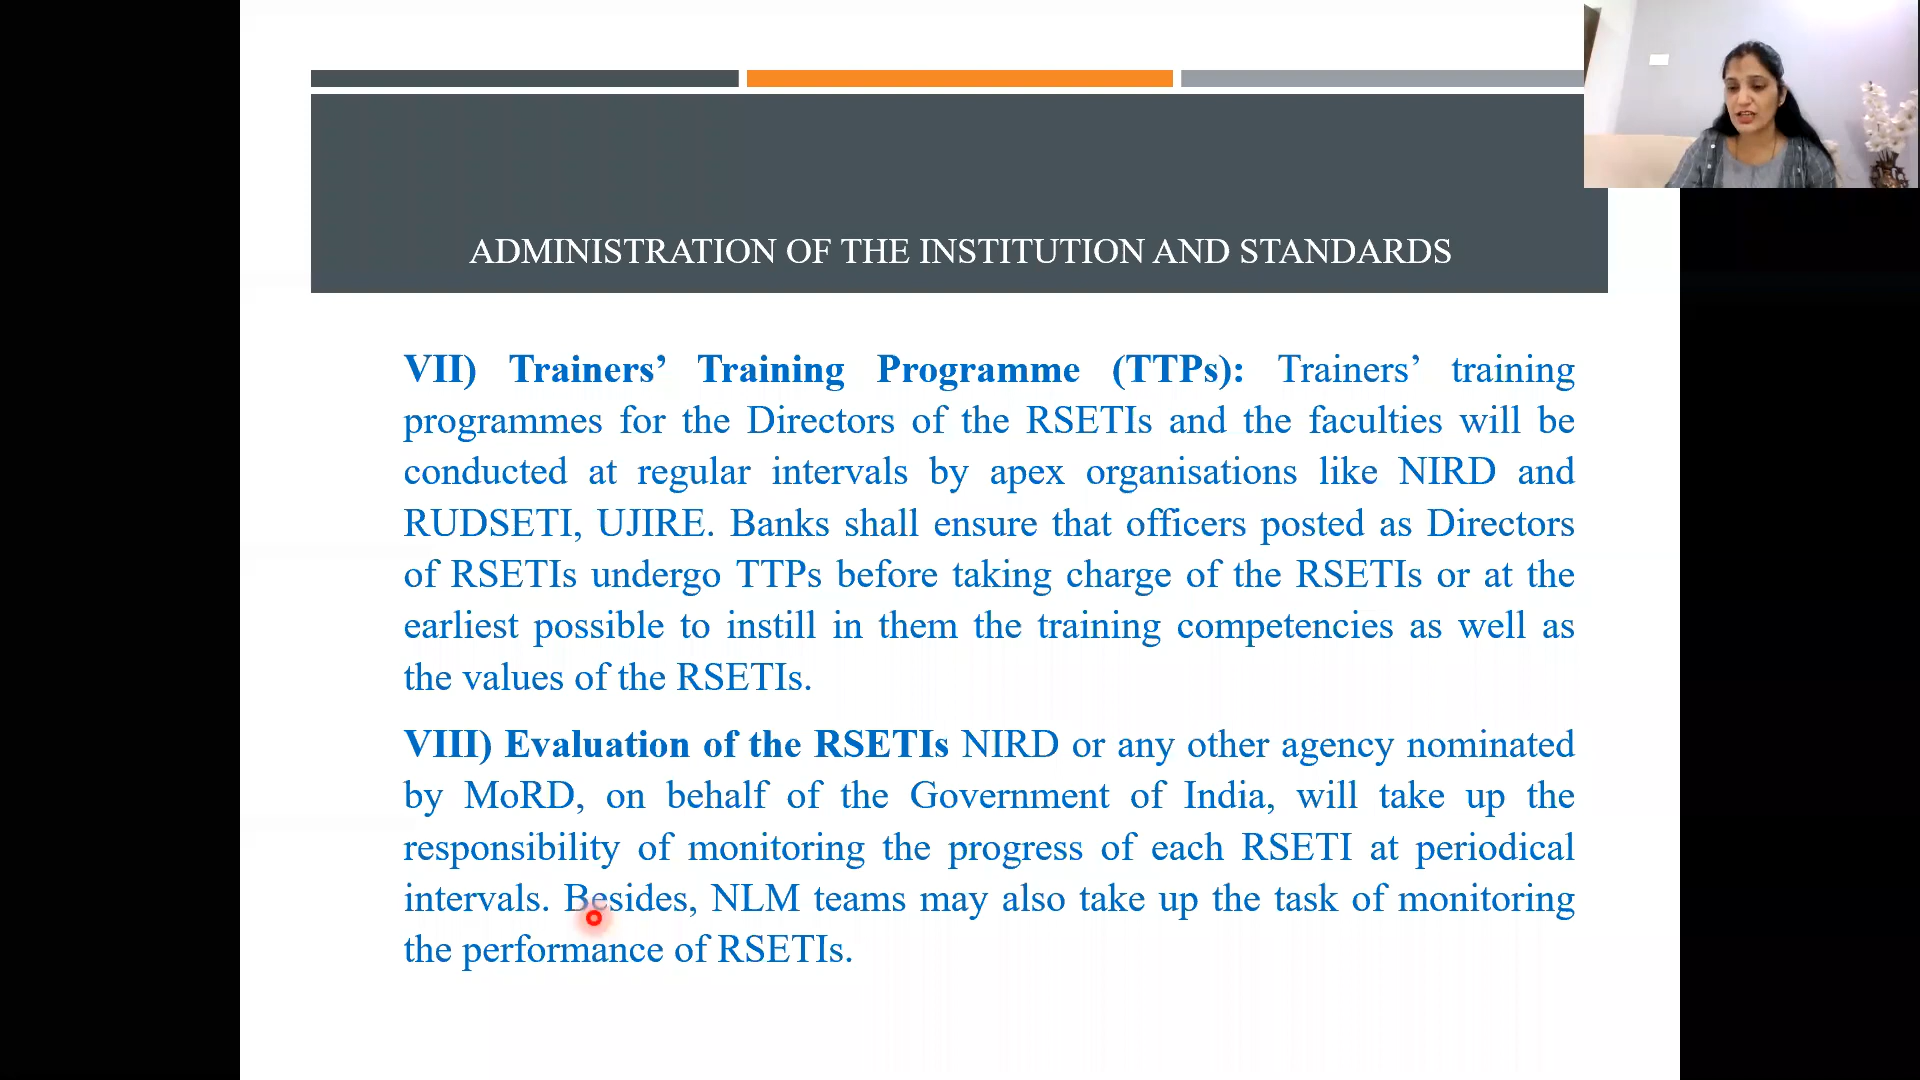 ADMINISTRATION OF THE INSTITUTION AND STANDARDS
VII) Trainers’ Training Programme (TTPs): Trainers’ training
programmes for the Directors of the RSETIs and the faculties will be
conducted at regular intervals by apex organisations like NIRD and
RUDSETI, UJIRE. Banks shall ensure that officers posted as Directors
of RSETIs undergo TTPs before taking charge of the RSETIs or at the
earliest possible to instill in them the training competencies as well as
the values of the RSETIs.
VIII) Evaluation of the RSETIs NIRD or any other agency nominated
by MoRD, on behalf of the Government of India, will take up the
responsibility of monitoring the progress of each RSETI at periodical
intervals. Besides, NLM teams may also take up the task of monitoring
the performance of RSETIs.